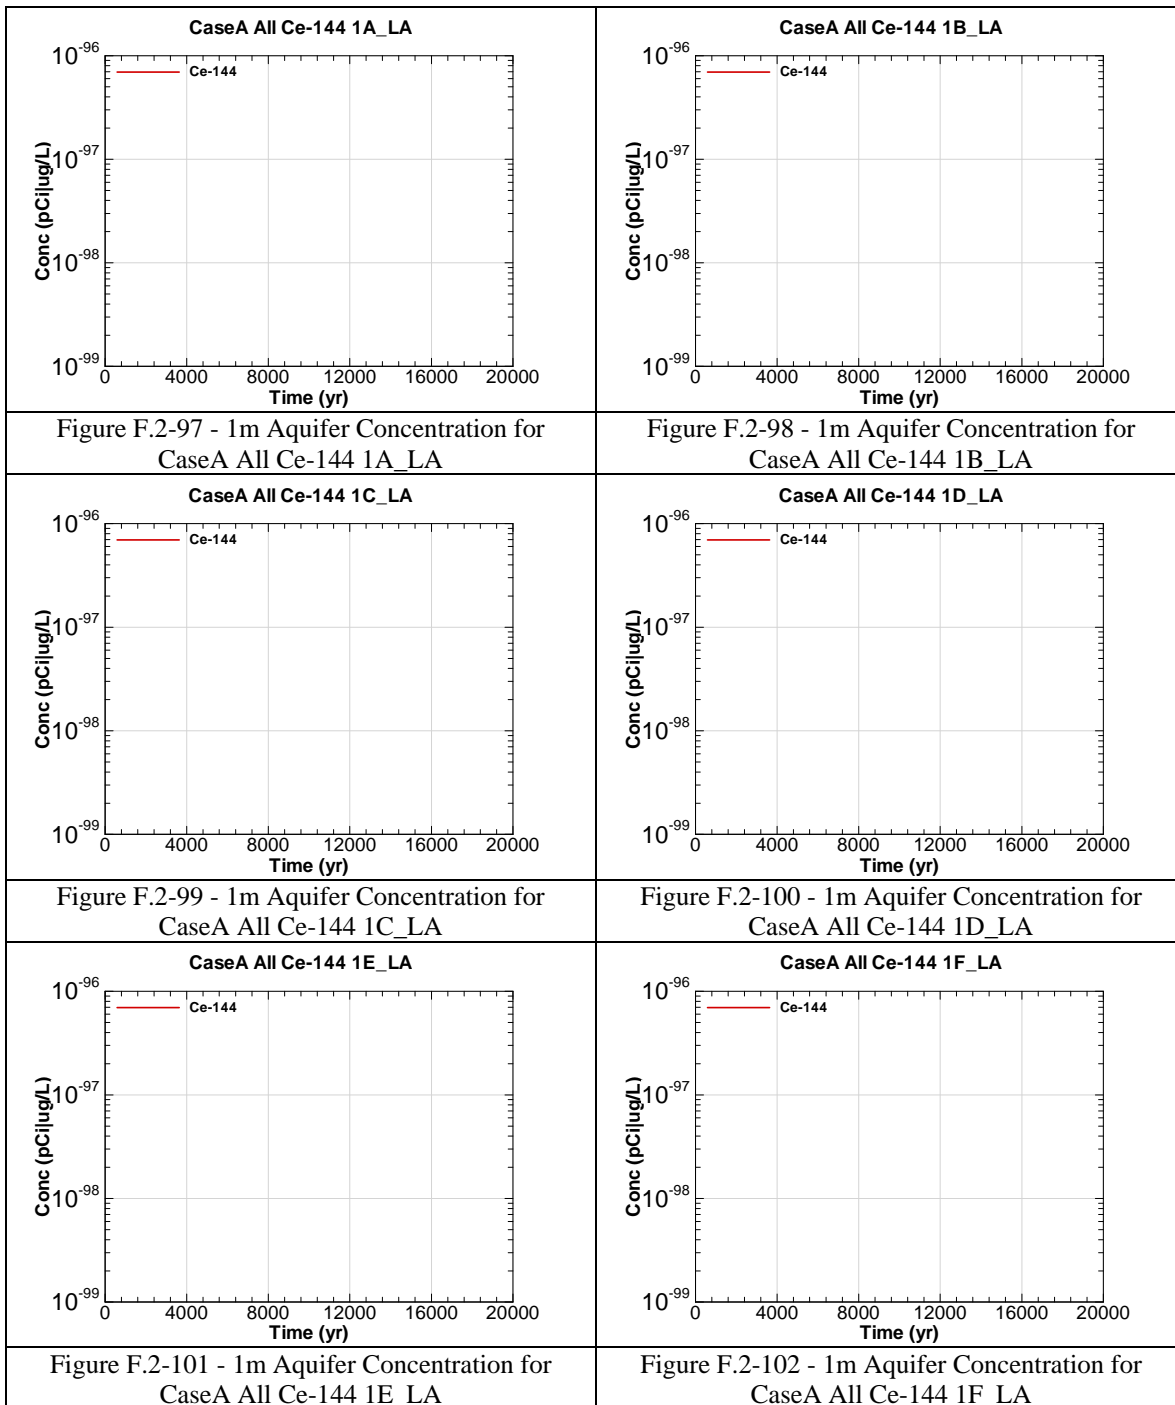 CaseA All Ce-144 1A_LA
Ce-144
10-96
10-97
10-98
10-99
Conc (pCi|ug/L)
0 4000 8000 12000 16000 20000
Time (yr)
Figure F.2-97 - 1m Aquifer Concentration for
CaseA All Ce-144 1A_LA
CaseA All Ce-144 1B_LA
Ce-144
10-96
10-97
10-98
10-99
Conc (pCi|ug/L)
0 4000 8000 12000 16000 20000
Time (yr)
Figure F.2-98 - 1m Aquifer Concentration for
CaseA All Ce-144 1B_LA
CaseA All Ce-144 1C_LA
Ce-144
10-96
10-97
10-98
10-99
Conc (pCi|ug/L)
0 4000 8000 12000 16000 20000
Time (yr)
Figure F.2-99 - 1m Aquifer Concentration for
CaseA All Ce-144 1C_LA
CaseA All Ce-144 1D_LA
Ce-144
10-96
10-97
10-98
10-99
Conc (pCi|ug/L)
0 4000 8000 12000 16000 20000
Time (yr)
Figure F.2-100 - 1m Aquifer Concentration for
CaseA All Ce-144 1D_LA
CaseA All Ce-144 1E_LA
Ce-144
10-96
10-97
10-98
10-99
Conc (pCi|ug/L)
0 4000 8000 12000 16000 20000
Time (yr)
Figure F.2-101 - 1m Aquifer Concentration for
CaseA All Ce-144 1E_LA
CaseA All Ce-144 1F_LA
Ce-144
10-96
10-97
10-98
10-99
Conc (pCi|ug/L)
0 4000 8000 12000 16000 20000
Time (yr)
Figure F.2-102 - 1m Aquifer Concentration for
CaseA All Ce-144 1F_LA